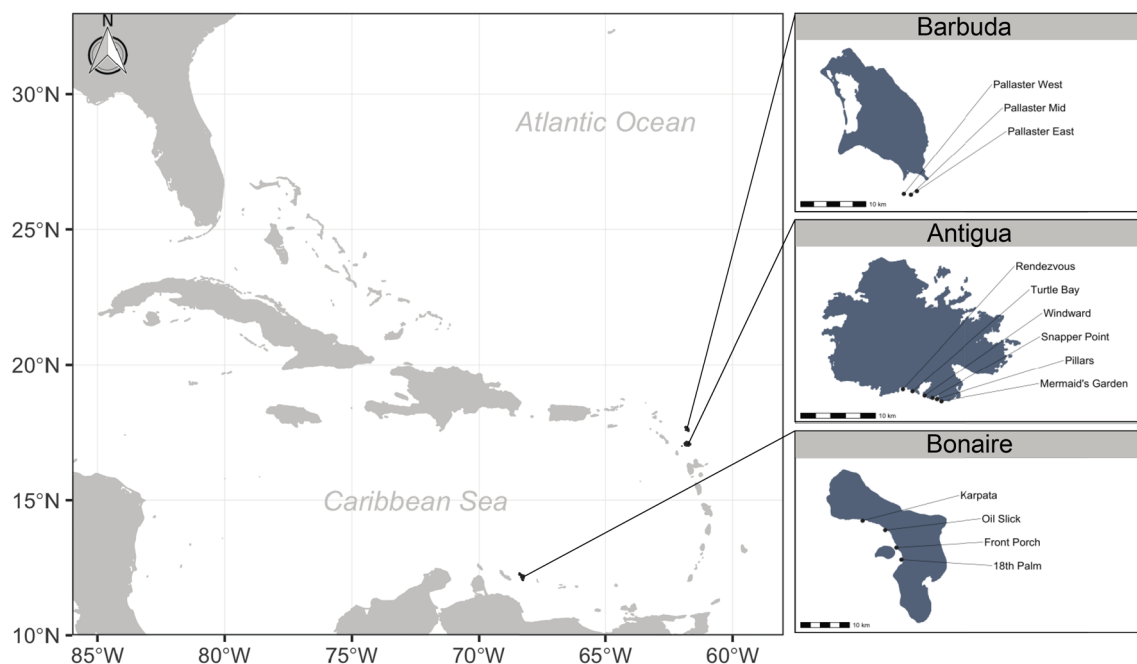 N
30°N
25°N
20°N
15°N
10°N
85°W
80°W
75°W
70°W
65°W
60°W
Atlantic Ocean
Caribbean Sea
Barbuda
Pallaster West
Pallaster Mid
Pallaster East
10 km
Antigua
Rendezvous
Turtle Bay
Windward
Snapper Point
Pillars
Mermaid's Garden
10 km
Bonaire
Karpata
Oil Slick
Front Porch
18th Palm
10 km